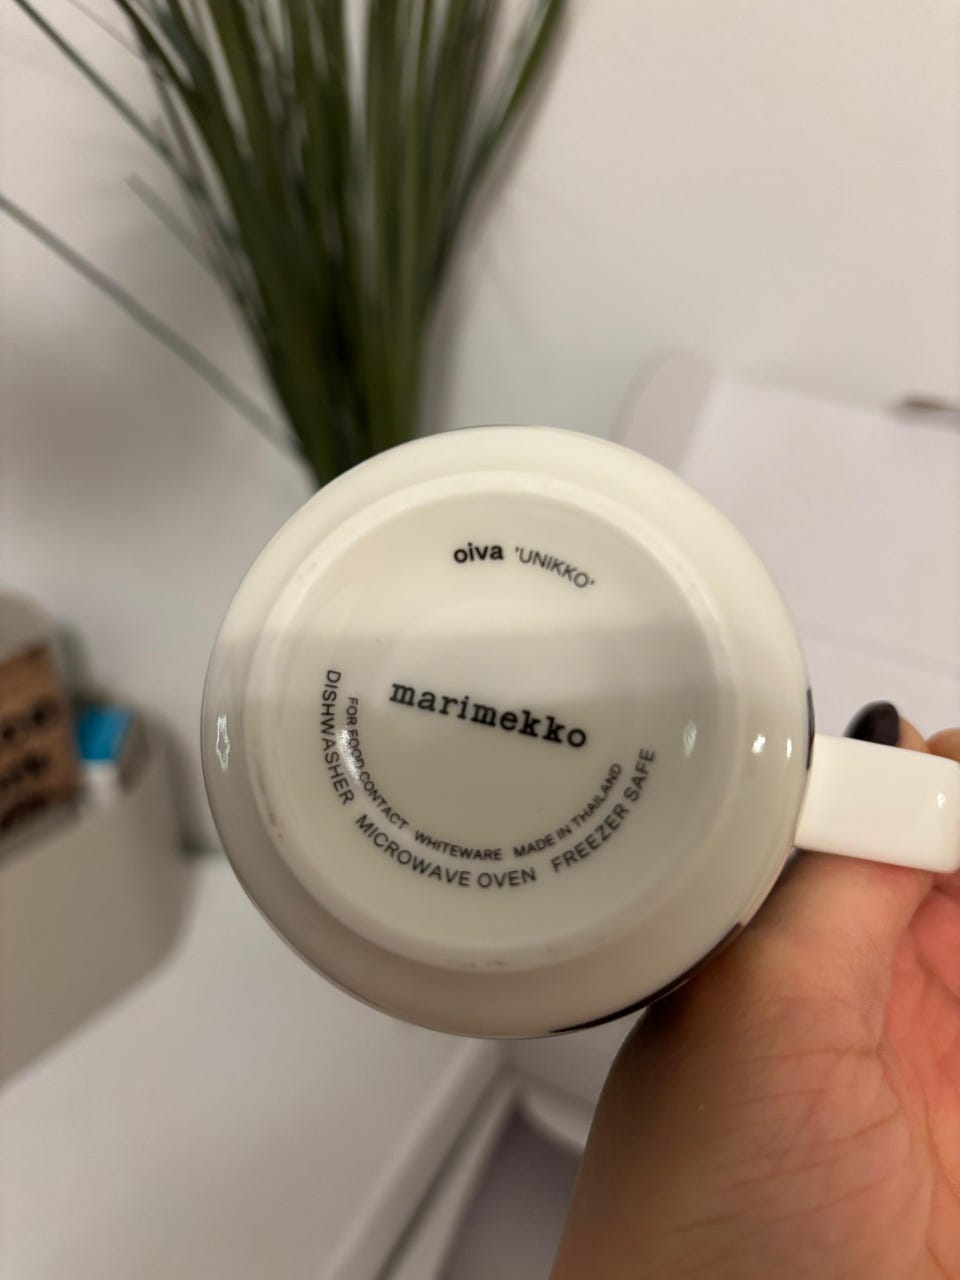 oiva 'UNIKKO'
marimekko
FOR FOOD CONTACT WHITEWARE MADE IN THAILAND
DISHWASHER MICROWAVE OVEN FREEZER SAFE